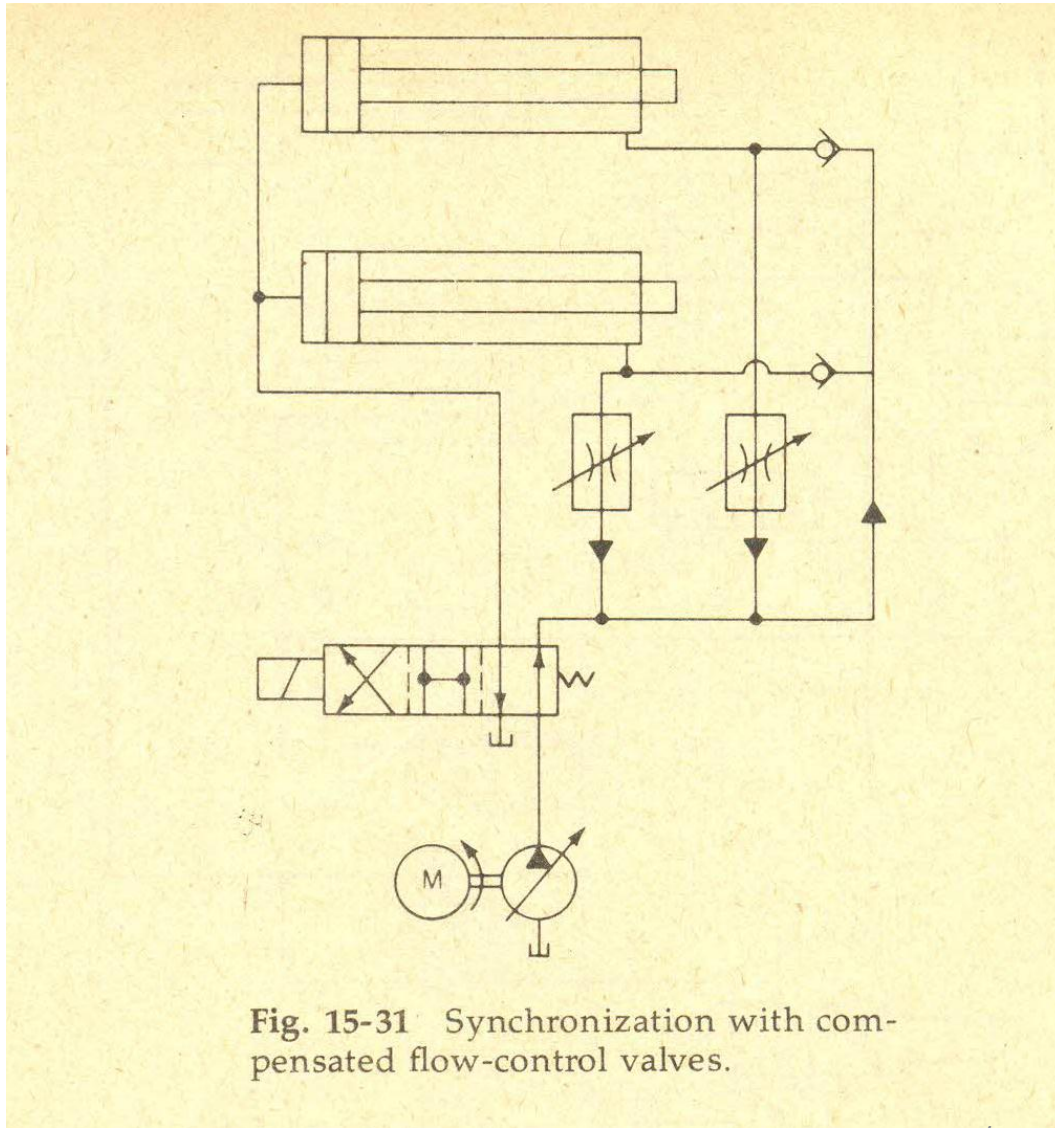 M
Fig. 15-31 Synchronization with com-
pensated flow-control valves.